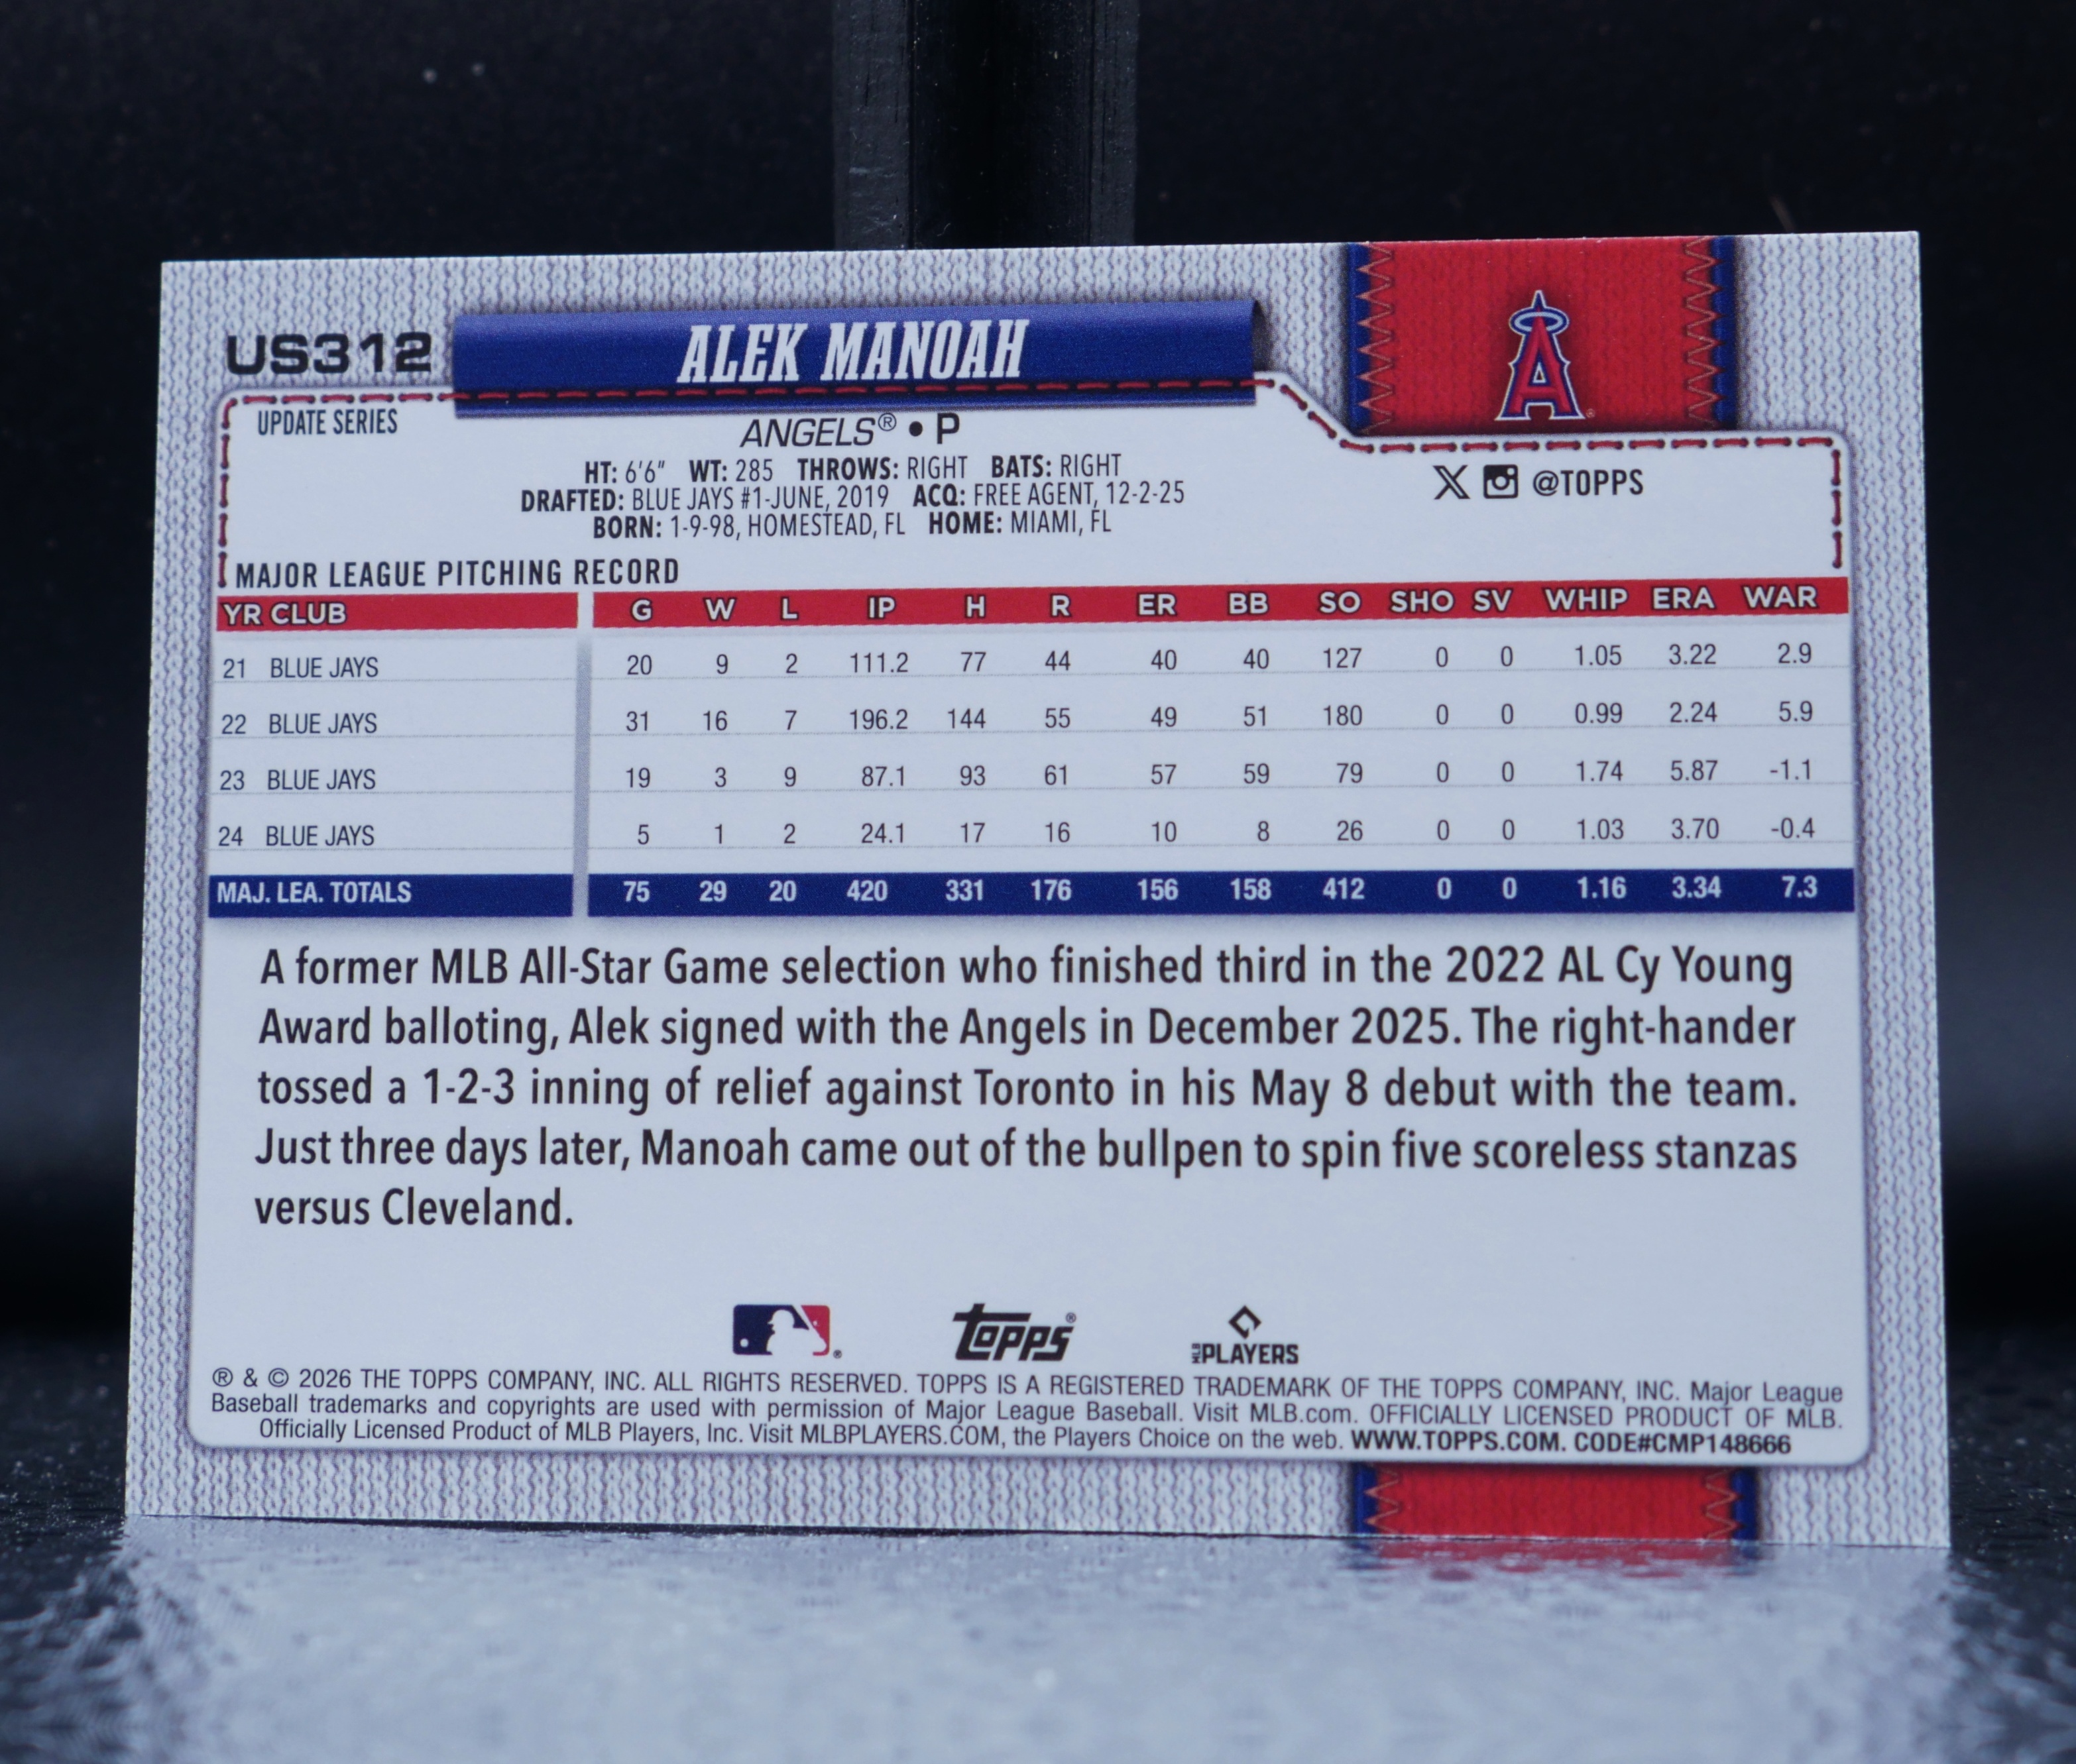 US312
ALEK MANOAH
A
UPDATE SERIES
ANGELS® • P
HT: 6'6" WT: 285 THROWS: RIGHT BATS: RIGHT
DRAFTED: BLUE JAYS #1-JUNE, 2019 ACQ: FREE AGENT, 12-2-25
BORN: 1-9-98, HOMESTEAD, FL HOME: MIAMI, FL
X @TOPPS
MAJOR LEAGUE PITCHING RECORD
YR CLUB G W L IP H R ER BB SO SHO SV WHIP ERA WAR
21 BLUE JAYS 20 9 2 111.2 77 44 40 40 127 0 0 1.05 3.22 2.9
22 BLUE JAYS 31 16 7 196.2 144 55 49 51 180 0 0 0.99 2.24 5.9
23 BLUE JAYS 19 3 9 87.1 93 61 57 59 79 0 0 1.74 5.87 -1.1
24 BLUE JAYS 5 1 2 24.1 17 16 10 8 26 0 0 1.03 3.70 -0.4
MAJ. LEA. TOTALS 75 29 20 420 331 176 156 158 412 0 0 1.16 3.34 7.3
A former MLB All-Star Game selection who finished third in the 2022 AL Cy Young
Award balloting, Alek signed with the Angels in December 2025. The right-hander
tossed a 1-2-3 inning of relief against Toronto in his May 8 debut with the team.
Just three days later, Manoah came out of the bullpen to spin five scoreless stanzas
versus Cleveland.
Topps®
MLB PLAYERS
® & © 2026 THE TOPPS COMPANY, INC. ALL RIGHTS RESERVED. TOPPS IS A REGISTERED TRADEMARK OF THE TOPPS COMPANY, INC. Major League
Baseball trademarks and copyrights are used with permission of Major League Baseball. Visit MLB.com. OFFICIALLY LICENSED PRODUCT OF MLB.
Officially Licensed Product of MLB Players, Inc. Visit MLBPLAYERS.COM, the Players Choice on the web. WWW.TOPPS.COM. CODE#CMP148666